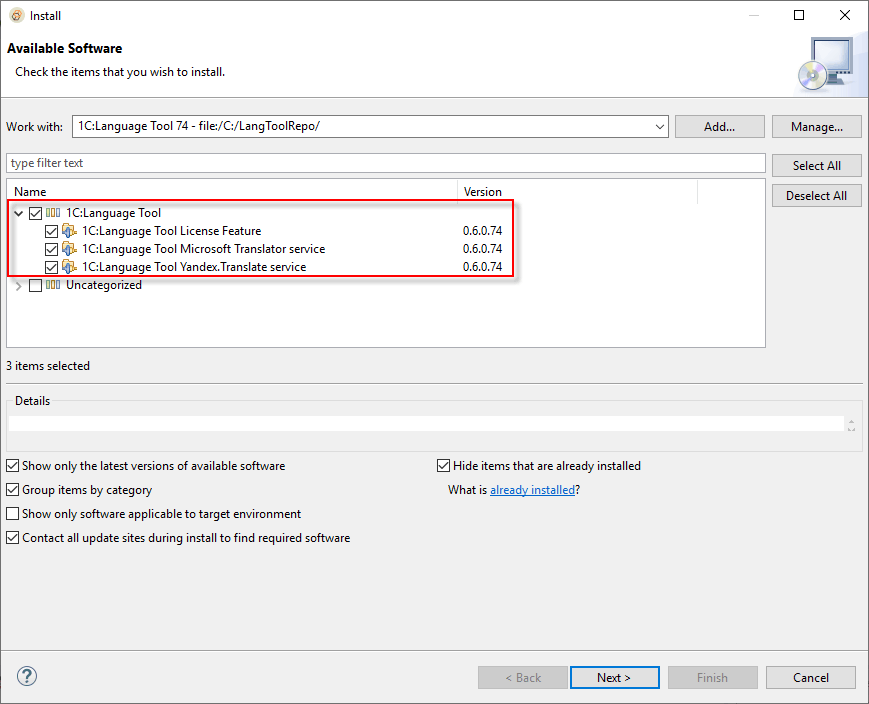 Install
Available Software
Check the items that you wish to install.
Work with: 1C:Language Tool 74 - file:/C:/LangToolRepo/ Add... Manage...
type filter text Select All
Name Version Deselect All
1C:Language Tool
1C:Language Tool License Feature 0.6.0.74
1C:Language Tool Microsoft Translator service 0.6.0.74
1C:Language Tool Yandex.Translate service 0.6.0.74
Uncategorized
3 items selected
Details
Show only the latest versions of available software Hide items that are already installed
Group items by category What is already installed?
Show only software applicable to target environment
Contact all update sites during install to find required software
? < Back Next > Finish Cancel